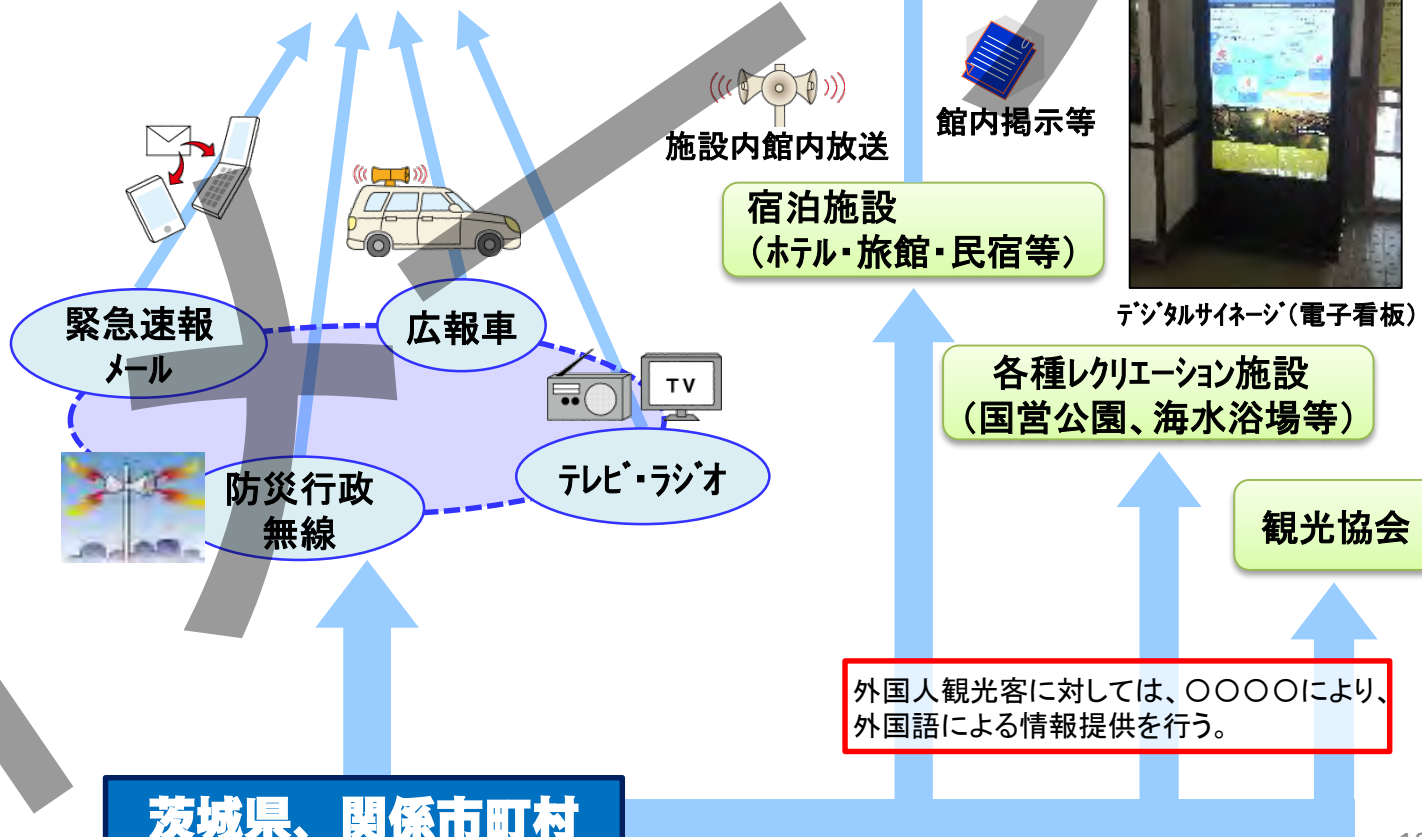 施設内館内放送
館内掲示等
宿泊施設
（ホテル・旅館・民宿等）
デジタルサイネージ（電子看板）
緊急速報
メール
広報車
TV
各種レクリエーション施設
（国営公園、海水浴場等）
テレビ・ラジオ
防災行政
無線
観光協会
外国人観光客に対しては、〇〇〇〇により、
外国語による情報提供を行う。
茨城県、関係市町村